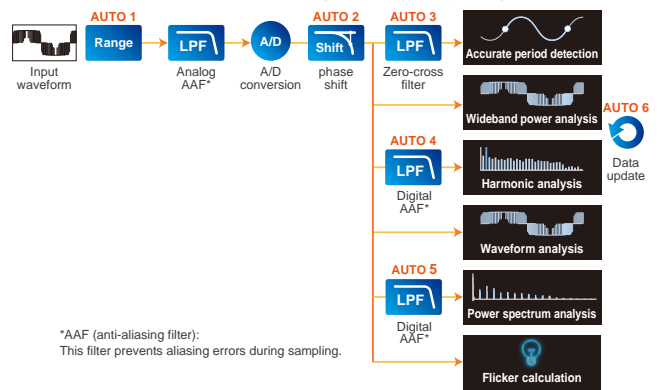 AUTO 1
AUTO 2
AUTO 3
Range
LPF
A/D
Shift
LPF
Accurate period detection
Input
waveform
Analog
AAF*
A/D
conversion
phase
shift
Zero-cross
filter
Wideband power analysis
AUTO 6
Data
update
AUTO 4
LPF
Digital
AAF*
Harmonic analysis
Waveform analysis
AUTO 5
LPF
Digital
AAF*
Power spectrum analysis
*AAF (anti-aliasing filter):
This filter prevents aliasing errors during sampling.
Flicker calculation